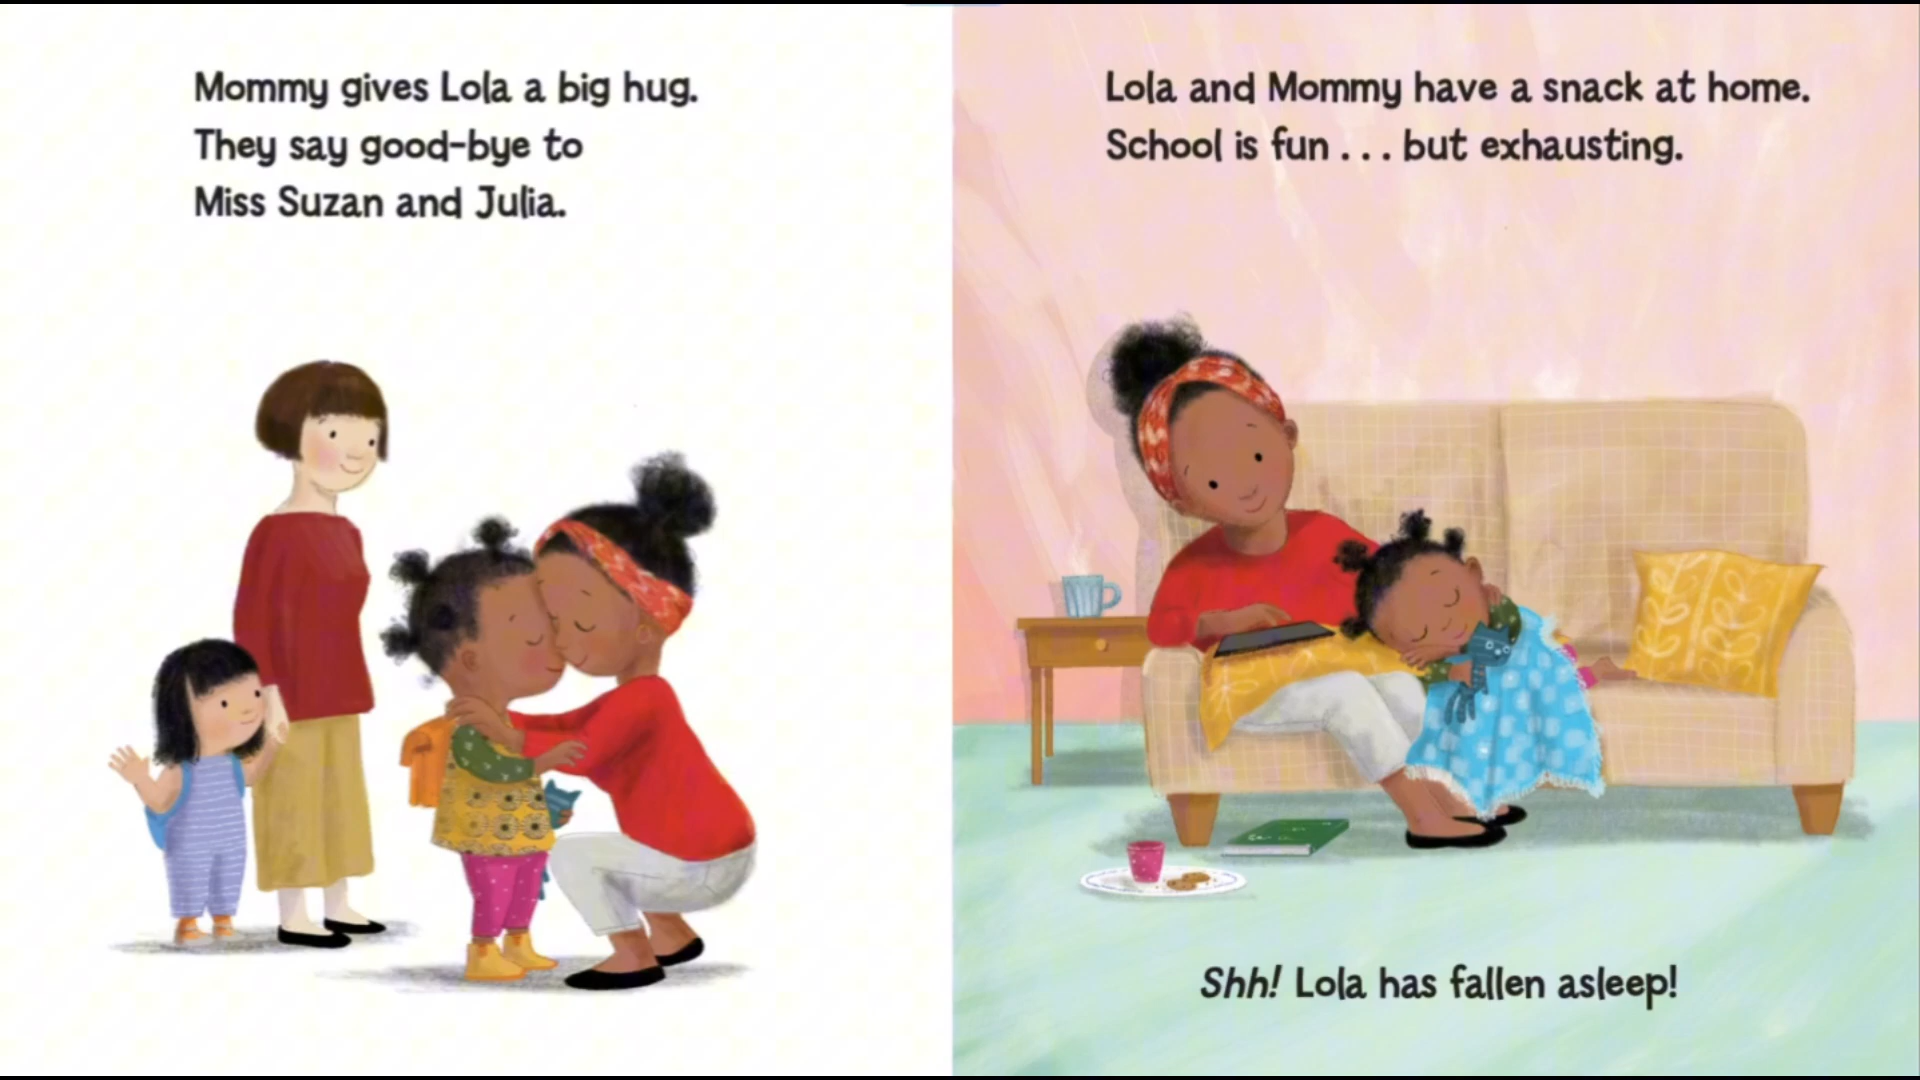 Mommy gives Lola a big hug.
They say good-bye to
Miss Suzan and Julia.
Lola and Mommy have a snack at home.
School is fun . . . but exhausting.
Shh! Lola has fallen asleep!